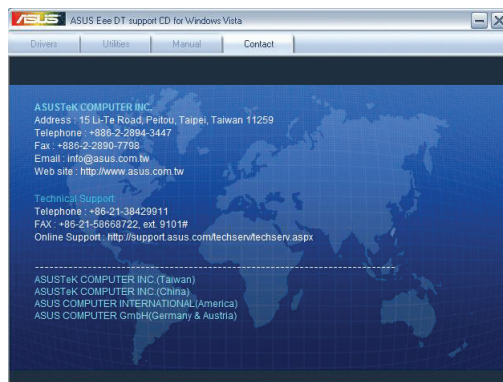 ASUS ASUS Eee DT support CD for Windows Vista
Drivers Utilities Manual Contact
ASUSTeK COMPUTER INC.
Address : 15 Li-Te Road, Peitou, Taipei, Taiwan 11259
Telephone : +886-2-2894-3447
Fax : +886-2-2890-7798
Email : info@asus.com.tw
Web site : http://www.asus.com.tw
Technical Support
Telephone : +86-21-38429911
FAX : +86-21-58668722, ext. 9101#
Online Support : http://support.asus.com/techserv/techserv.aspx
ASUSTeK COMPUTER INC.(Taiwan)
ASUSTeK COMPUTER INC.(China)
ASUS COMPUTER INTERNATIONAL(America)
ASUS COMPUTER GmbH(Germany & Austria)